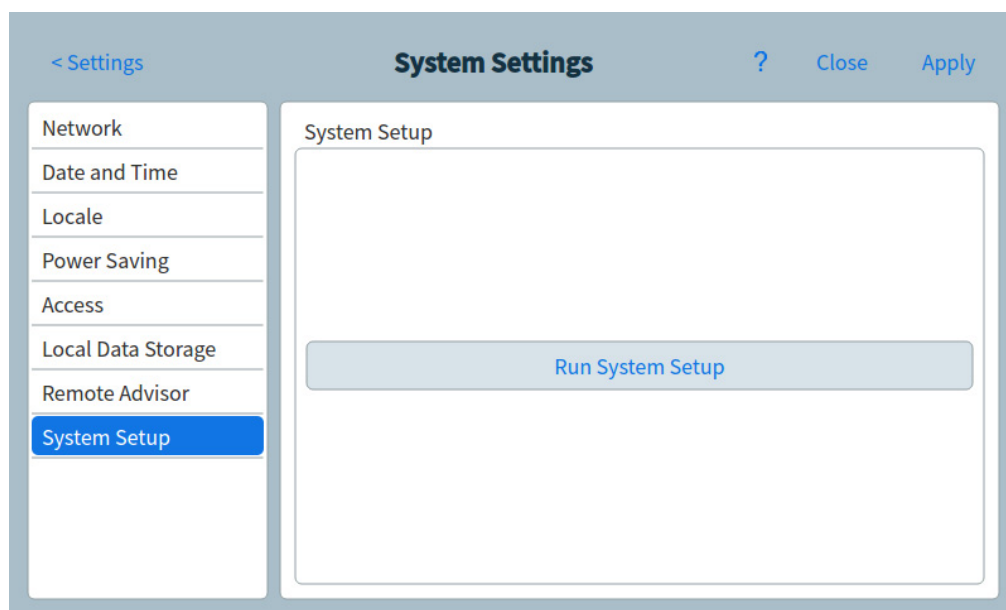 < Settings
System Settings
?
Close
Apply
Network
Date and Time
Locale
Power Saving
Access
Local Data Storage
Remote Advisor
System Setup
System Setup
Run System Setup